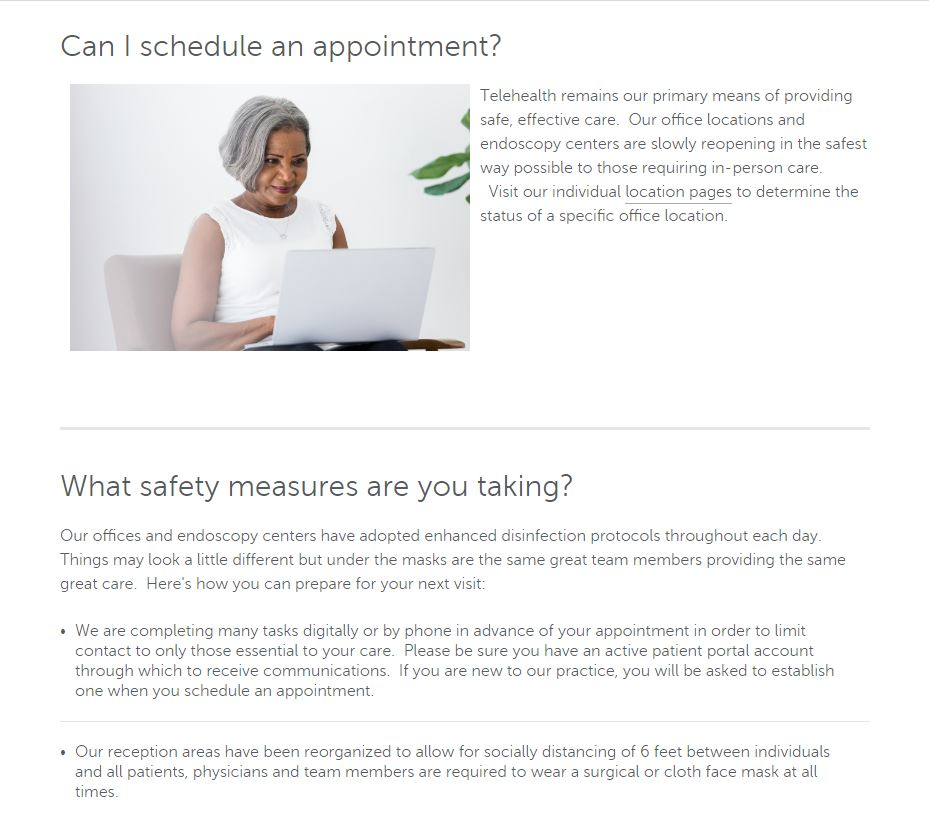 Can I schedule an appointment?
Telehealth remains our primary means of providing
safe, effective care.  Our office locations and
endoscopy centers are slowly reopening in the safest
way possible to those requiring in-person care.
Visit our individual location pages to determine the
status of a specific office location.
What safety measures are you taking?
Our offices and endoscopy centers have adopted enhanced disinfection protocols throughout each day.
Things may look a little different but under the masks are the same great team members providing the same
great care.  Here's how you can prepare for your next visit:
• We are completing many tasks digitally or by phone in advance of your appointment in order to limit
contact to only those essential to your care.  Please be sure you have an active patient portal account
through which to receive communications.  If you are new to our practice, you will be asked to establish
one when you schedule an appointment.
• Our reception areas have been reorganized to allow for socially distancing of 6 feet between individuals
and all patients, physicians and team members are required to wear a surgical or cloth face mask at all
times.